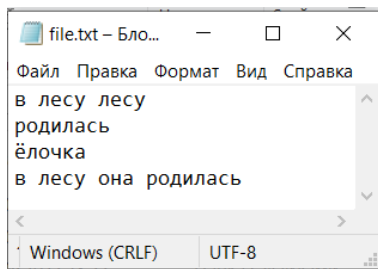 file.txt – Бло...
Файл Правка Формат Вид Справка
в лесу лесу
родилась
ёлочка
в лесу она родилась
Windows (CRLF) UTF-8